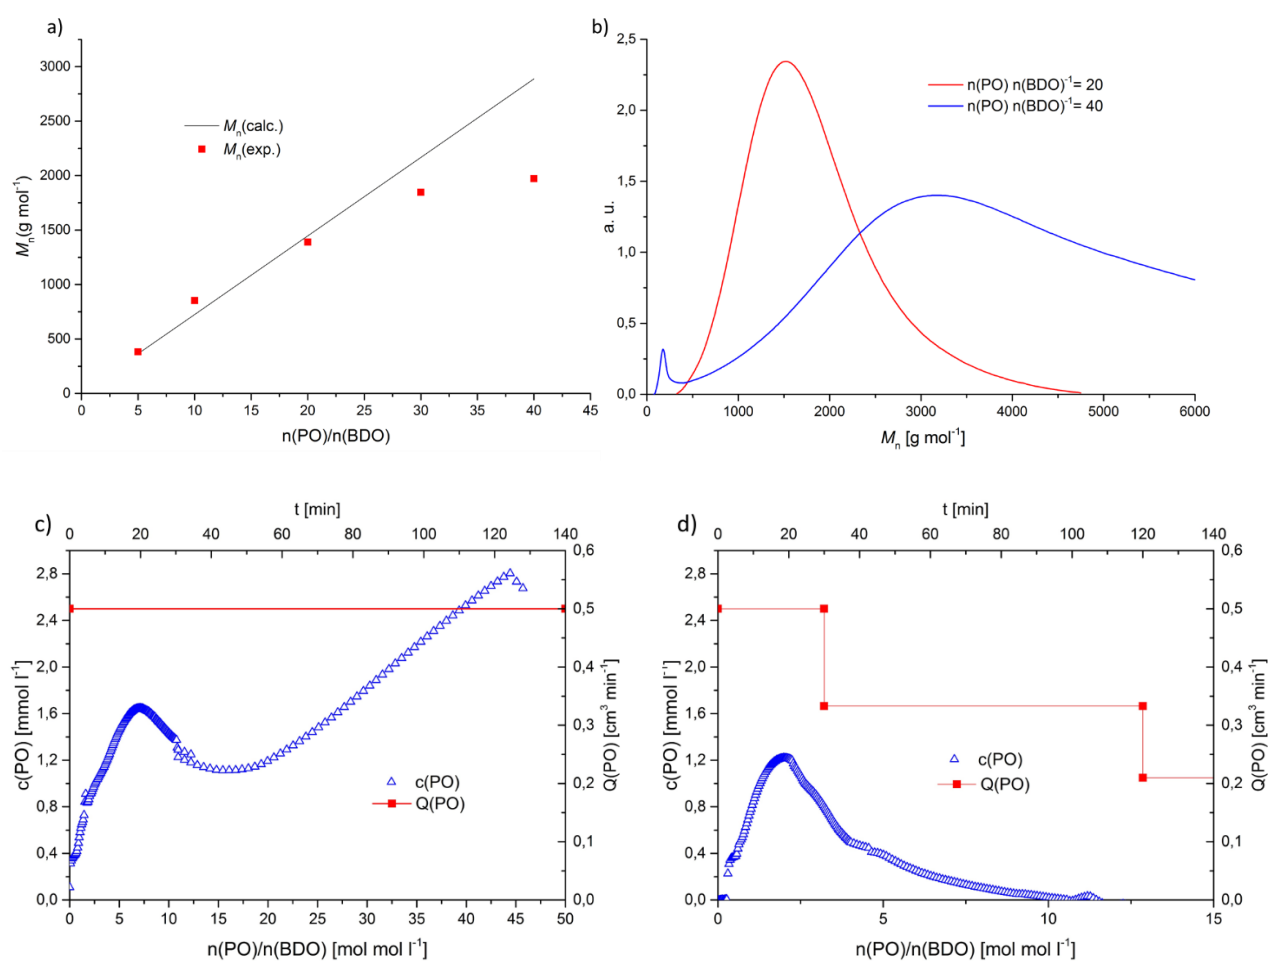 a)
3000
2500
2000
1500
1000
500
0
Mn(g mol-1)
Mn(calc.)
Mn(exp.)
0 5 10 15 20 25 30 35 40 45
n(PO)/n(BDO)
b)
2,5
2,0
1,5
1,0
0,5
0,0
a. u.
n(PO) n(BDO)-1= 20
n(PO) n(BDO)-1= 40
0 1000 2000 3000 4000 5000 6000
Mn [g mol-1]
c)
t [min]
0 20 40 60 80 100 120 140
2,8
2,4
2,0
1,6
1,2
0,8
0,4
0,0
c(PO) [mmol l-1]
0,6
0,5
0,4
0,3
0,2
0,1
0,0
Q(PO) [cm3 min-1]
c(PO)
Q(PO)
0 5 10 15 20 25 30 35 40 45 50
n(PO)/n(BDO) [mol mol l-1]
d)
t [min]
0 20 40 60 80 100 120 140
2,8
2,4
2,0
1,6
1,2
0,8
0,4
0,0
c(PO) [mmol l-1]
0,6
0,5
0,4
0,3
0,2
0,1
0,0
Q(PO) [cm3 min-1]
c(PO)
Q(PO)
0 5 10 15
n(PO)/n(BDO) [mol mol l-1]